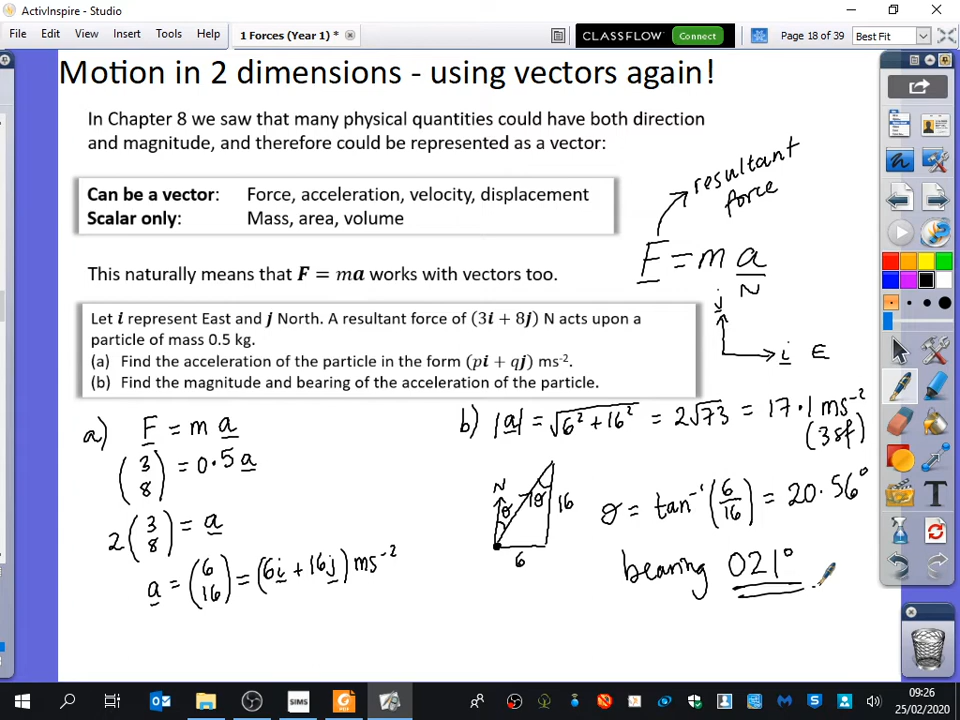 ActivInspire - Studio
File Edit View Insert Tools Help 1 Forces (Year 1) * CLASSFLOW Connect Page 18 of 39 Best Fit
Motion in 2 dimensions - using vectors again!
In Chapter 8 we saw that many physical quantities could have both direction
and magnitude, and therefore could be represented as a vector:
Can be a vector: Force, acceleration, velocity, displacement
Scalar only: Mass, area, volume
resultant
force
This naturally means that F = ma works with vectors too.
F = m a
N
j
i E
Let i represent East and j North. A resultant force of (3i + 8j) N acts upon a
particle of mass 0.5 kg.
(a) Find the acceleration of the particle in the form (pi + qj) ms⁻².
(b) Find the magnitude and bearing of the acceleration of the particle.
a) F = m a
(3 8) = 0.5 a
2(3 8) = a
a = (6 16) = (6i + 16j) ms⁻²
b) |a| = √6² + 16² = 2√73 = 17.1 ms⁻²
(3sf)
N θ θ 16
6
θ = tan⁻¹(6/16) = 20.56°
bearing 021°
SIMS PDF S
09:26
25/02/2020